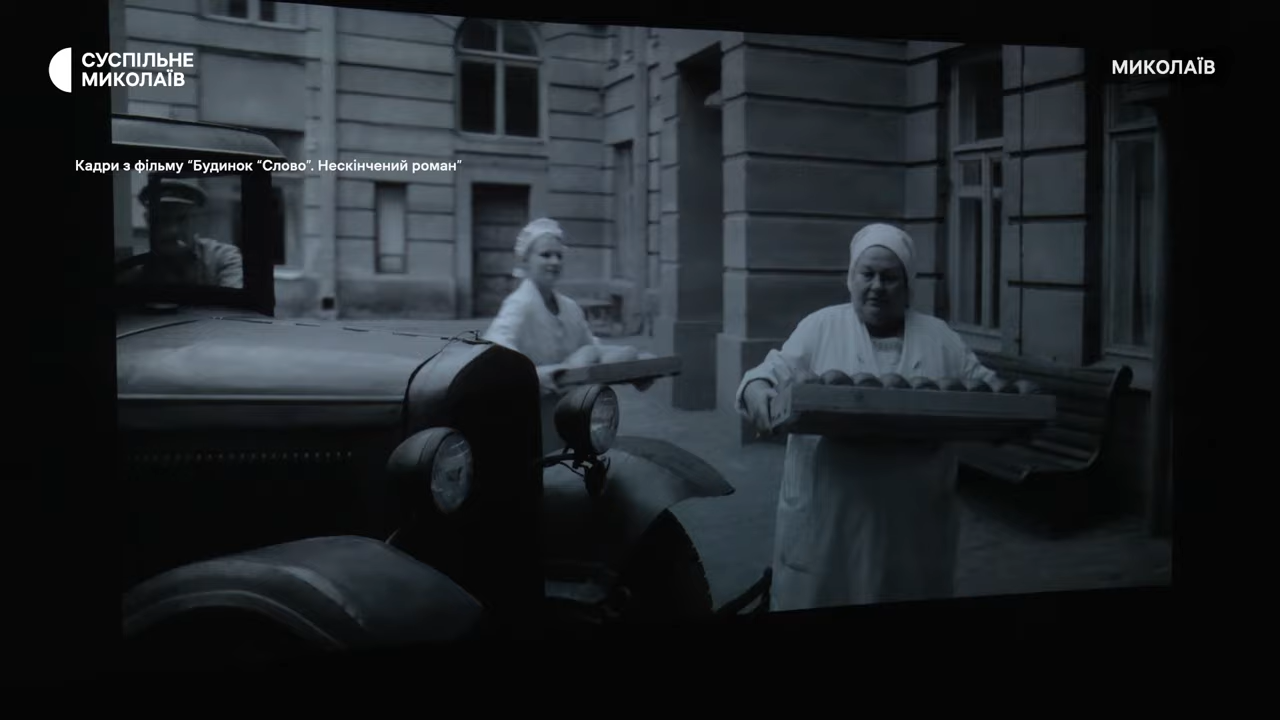 СУСПІЛЬНЕ
МИКОЛАЇВ
МИКОЛАЇВ
Кадри з фільму “Будинок “Слово”. Нескінчений роман”